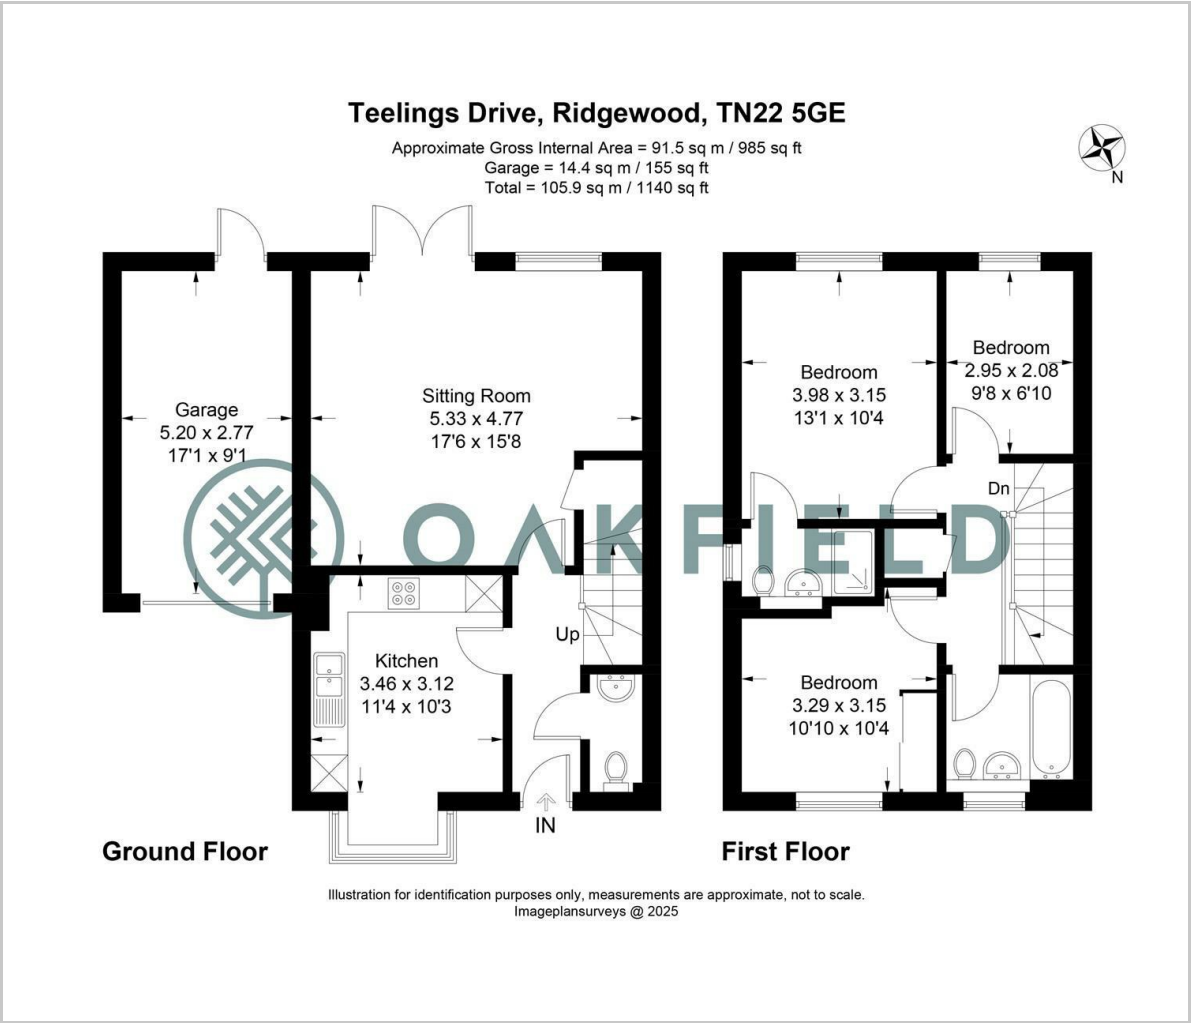 Teelings Drive, Ridgewood, TN22 5GE
Approximate Gross Internal Area = 91.5 sq m / 985 sq ft
Garage = 14.4 sq m / 155 sq ft
Total = 105.9 sq m / 1140 sq ft
N
Garage
5.20 x 2.77
17'1 x 9'1
Sitting Room
5.33 x 4.77
17'6 x 15'8
Kitchen
3.46 x 3.12
11'4 x 10'3
Up
IN
Ground Floor
Bedroom
3.98 x 3.15
13'1 x 10'4
Bedroom
2.95 x 2.08
9'8 x 6'10
Dn
Bedroom
3.29 x 3.15
10'10 x 10'4
First Floor
OAKFIELD
Illustration for identification purposes only, measurements are approximate, not to scale.
Imageplansurveys @ 2025